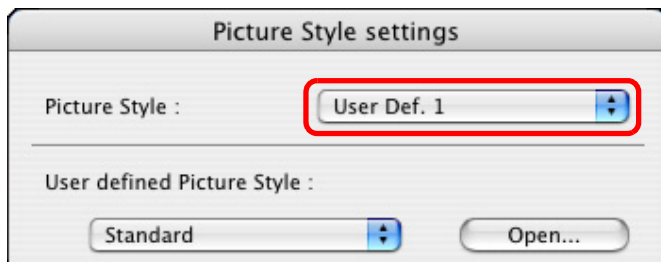 Picture Style settings
Picture Style : User Def. 1
User defined Picture Style :
Standard Open...